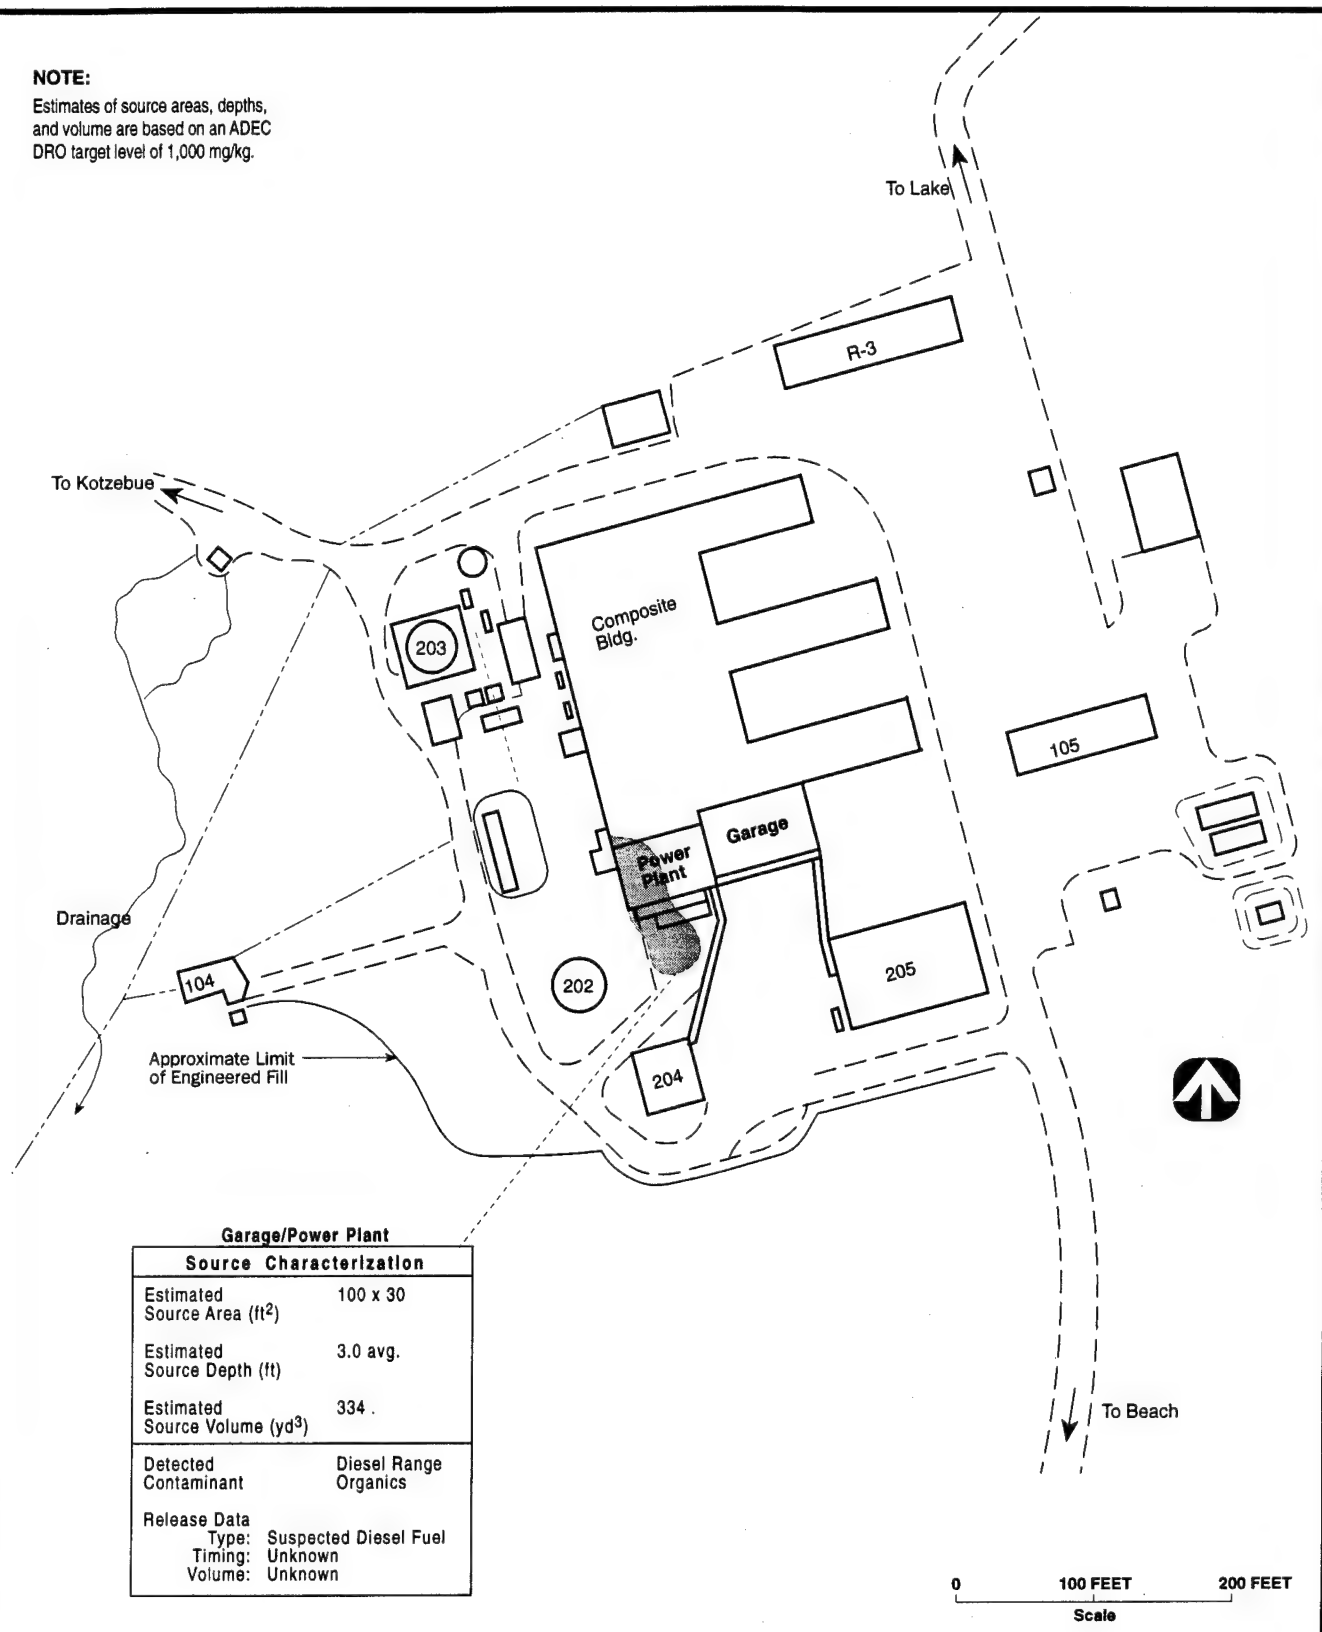 NOTE:
Estimates of source areas, depths,
and volume are based on an ADEC
DRO target level of 1,000 mg/kg.
To Lake
R-3
To Kotzebue
Composite
Bldg.
203
105
Garage
Power
Plant
Drainage
104
202
205
Approximate Limit
of Engineered Fill
204
Garage/Power Plant
Source Characterization
Estimated 100 x 30
Source Area (ft²)
Estimated 3.0 avg.
Source Depth (ft)
Estimated 334 .
Source Volume (yd³)
Detected Diesel Range
Contaminant Organics
Release Data
Type: Suspected Diesel Fuel
Timing: Unknown
Volume: Unknown
To Beach
0 100 FEET 200 FEET
Scale